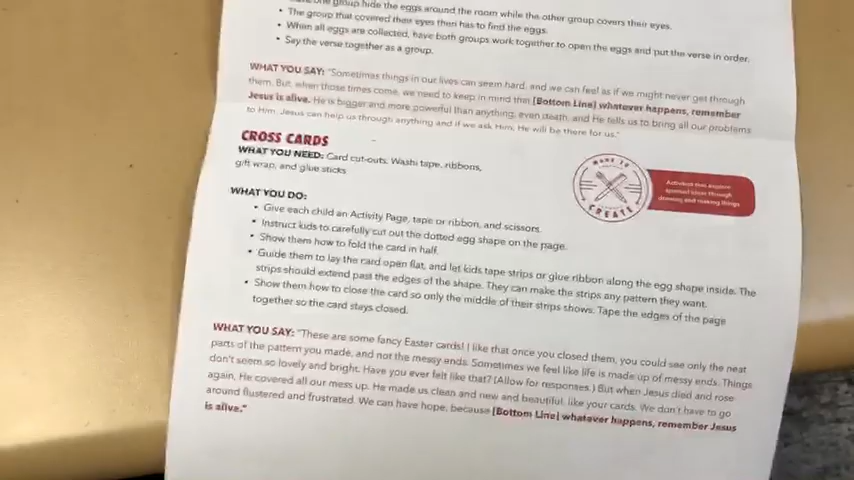 one group hide the eggs around the room while the other group covers their eyes.
• The group that covered their eyes then has to find the eggs.
• When all eggs are collected, have both groups work together to open the eggs and put the verse in order.
• Say the verse together as a group.
WHAT YOU SAY: "Sometimes things in our lives can seem hard, and we can feel as if we might never get through
them. But, when those times come, we need to keep in mind that [Bottom Line] whatever happens, remember
Jesus is alive. He is bigger and more powerful than anything, even death, and He tells us to bring all our problems
to Him. Jesus can help us through anything and if we ask Him, He will be there for us."
CROSS CARDS
WHAT YOU NEED: Card cut-outs. Washi tape, ribbons,
gift wrap, and glue sticks
MADE TO
CREATE
Activities that explore
spiritual ideas through
drawing and making things
WHAT YOU DO:
• Give each child an Activity Page, tape or ribbon, and scissors.
• Instruct kids to carefully cut out the dotted egg shape on the page.
• Show them how to fold the card in half.
• Guide them to lay the card open flat, and let kids tape strips or glue ribbon along the egg shape inside. The
strips should extend past the edges of the shape. They can make the strips any pattern they want.
• Show them how to close the card so only the middle of their strips shows. Tape the edges of the page
together so the card stays closed.
WHAT YOU SAY: "These are some fancy Easter cards! I like that once you closed them, you could see only the neat
parts of the pattern you made, and not the messy ends. Sometimes we feel like life is made up of messy ends. Things
don't seem so lovely and bright. Have you ever felt like that? (Allow for responses.) But when Jesus died and rose
again, He covered all our mess up. He made us clean and new and beautiful, like your cards. We don't have to go
around flustered and frustrated. We can have hope, because [Bottom Line] whatever happens, remember Jesus
is alive."